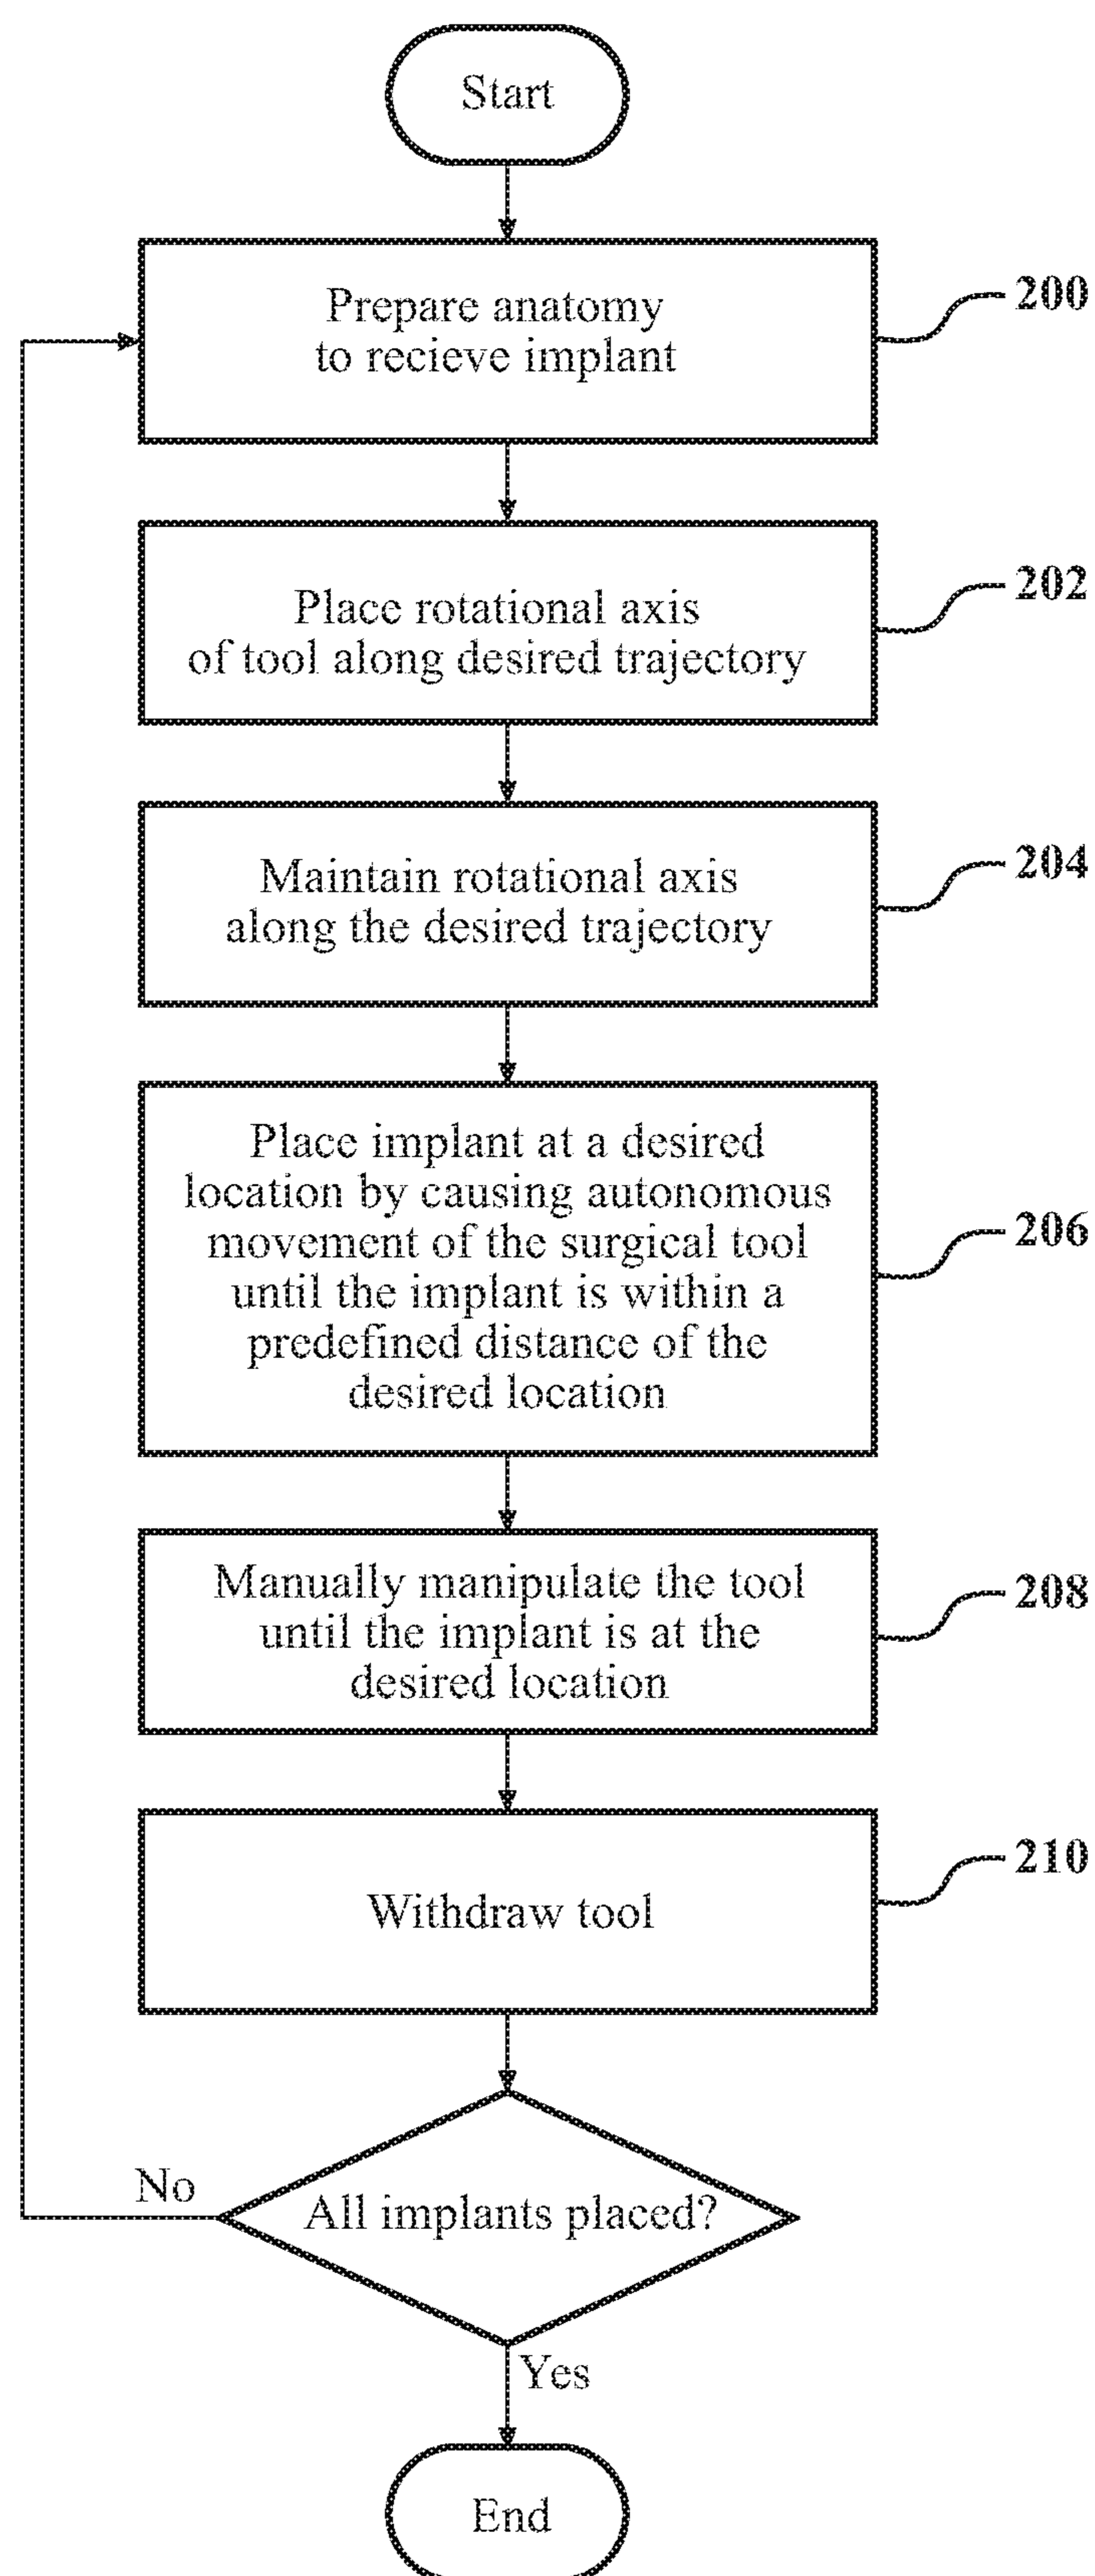 Start
Prepare anatomy
to recieve implant
200
Place rotational axis
of tool along desired trajectory
202
Maintain rotational axis
along the desired trajectory
204
Place implant at a desired
location by causing autonomous
movement of the surgical tool
until the implant is within a
predefined distance of the
desired location
206
Manually manipulate the tool
until the implant is at the
desired location
208
Withdraw tool
210
All implants placed?
No
Yes
End